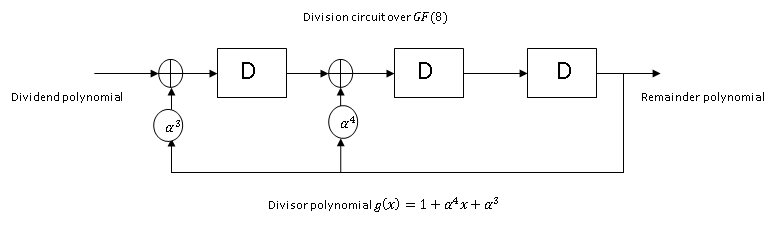 Division circuit over GF(8)
D D D
Dividend polynomial Remainder polynomial
α³ α⁴
Divisor polynomial g(x) = 1 + α⁴x + α³